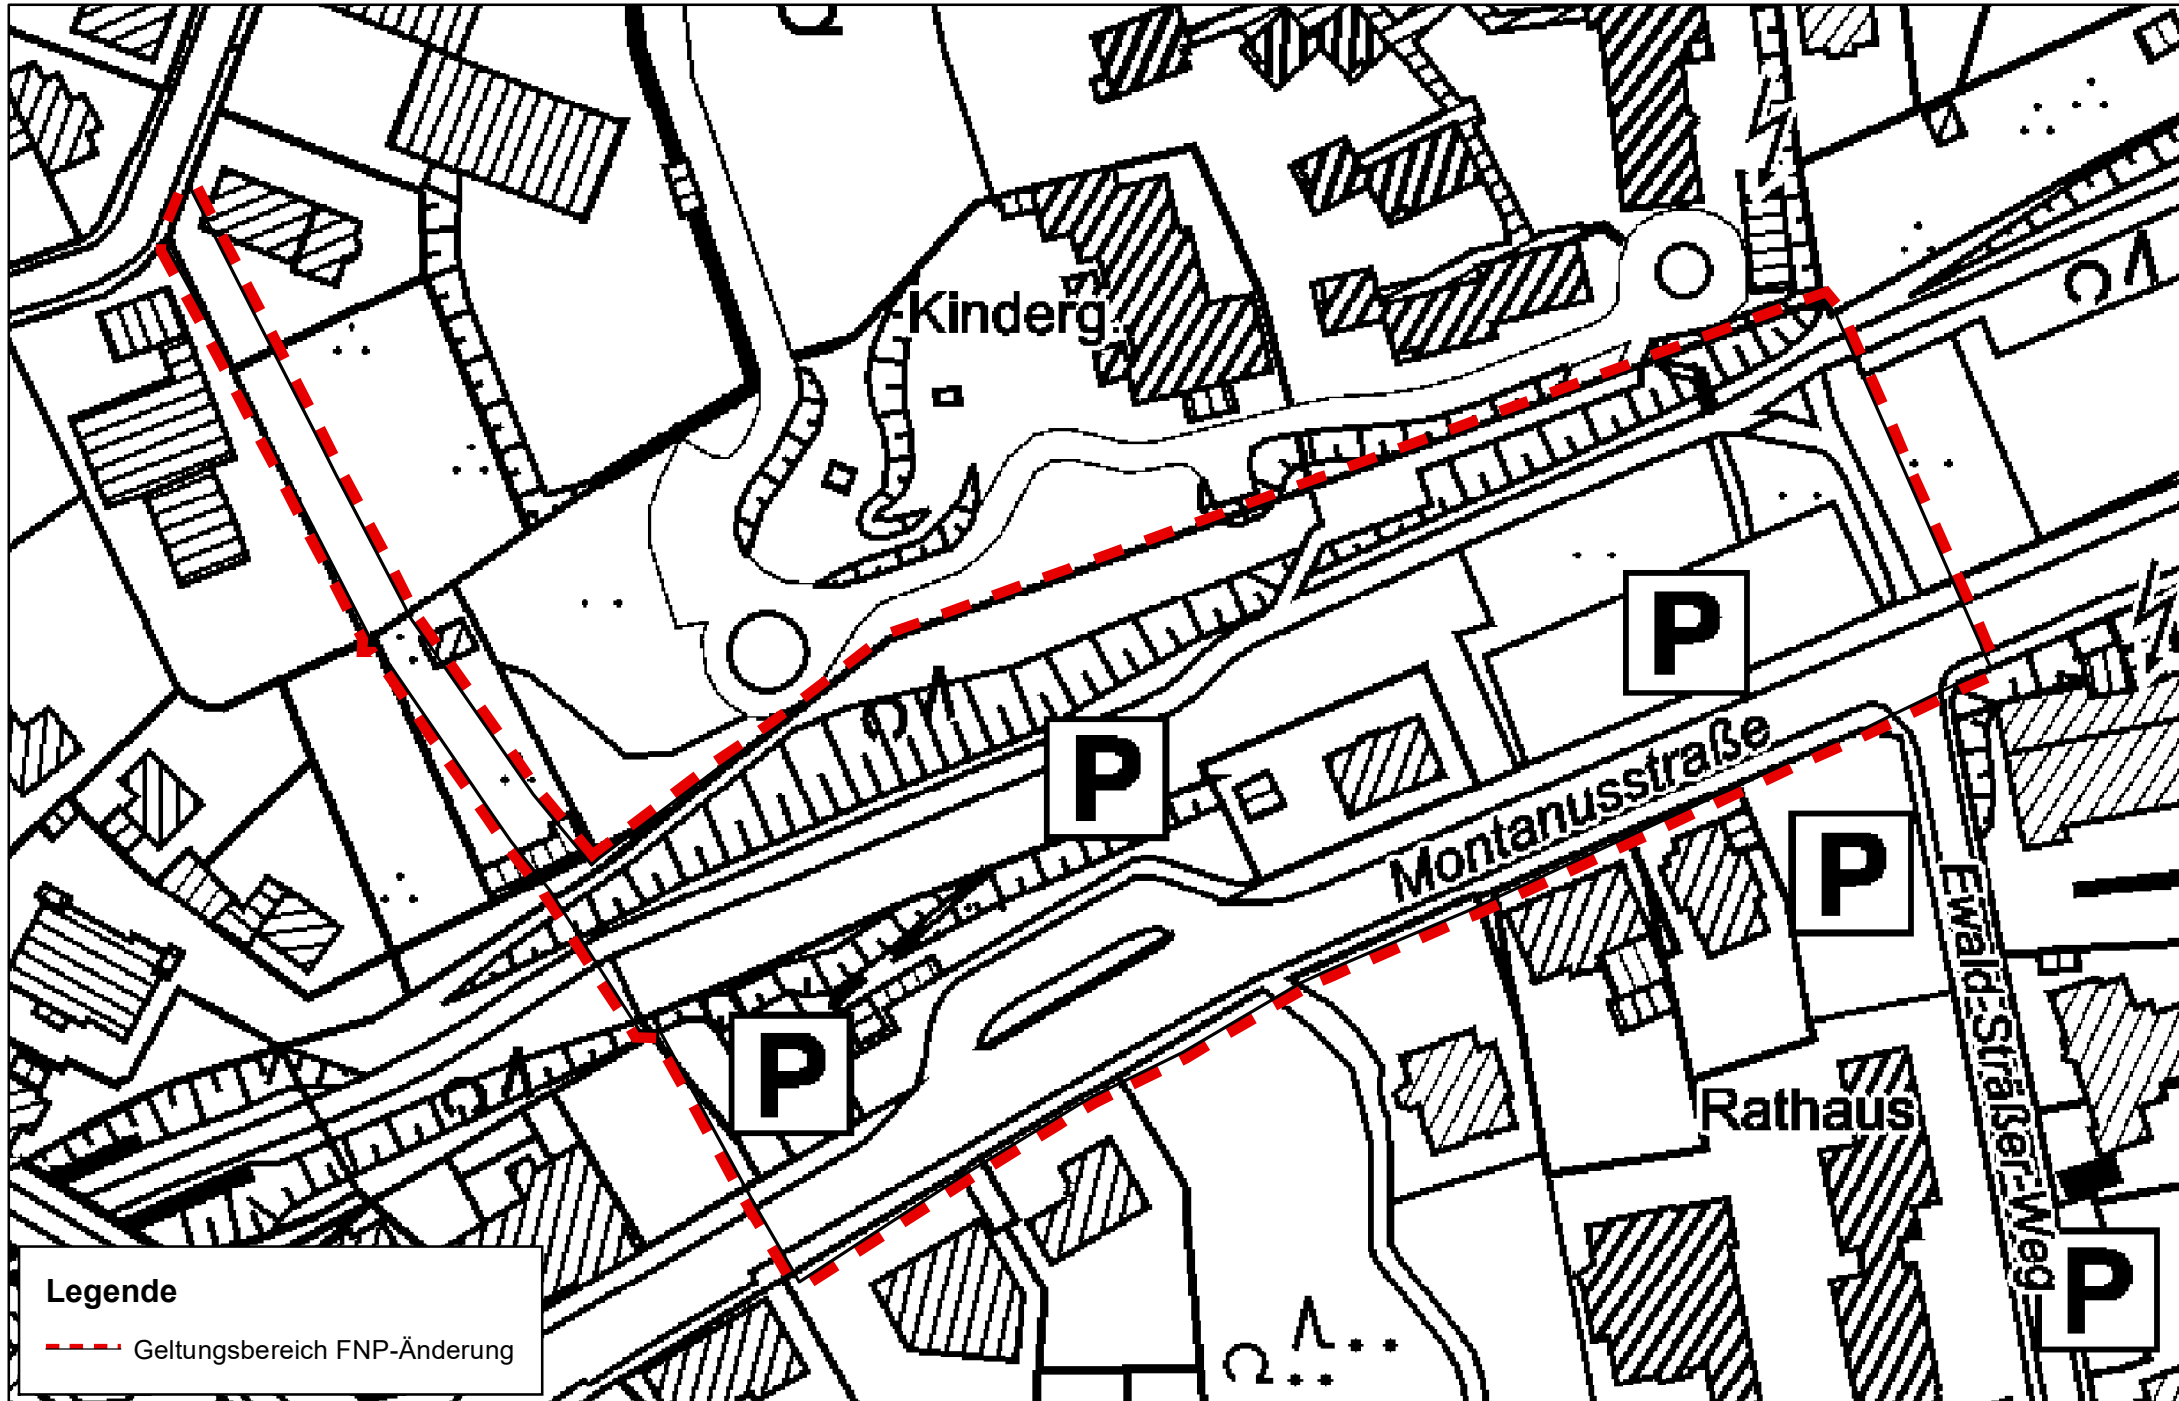 Kinderg.
P
P
Montanusstraße
P
Ewald-Sträßer-Weg
P
Rathaus
P
Legende
Geltungsbereich FNP-Änderung